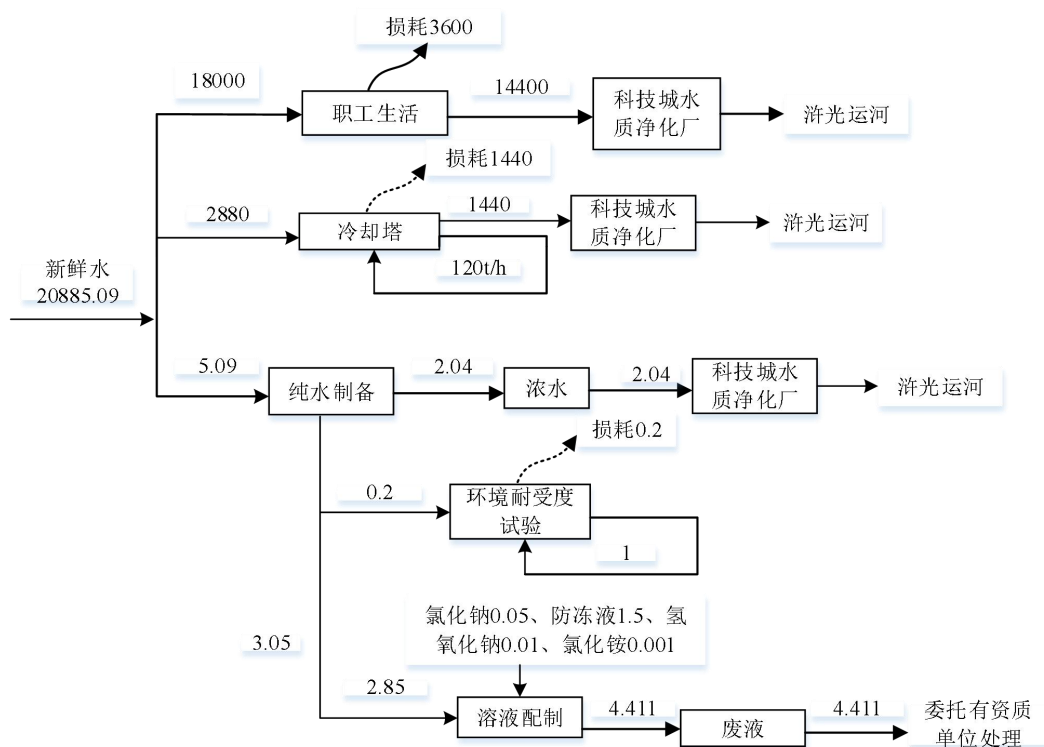 损耗3600
18000
职工生活
14400
科技城水
质净化厂
浒光运河
损耗1440
2880
冷却塔
1440
科技城水
质净化厂
浒光运河
120t/h
新鲜水
20885.09
5.09
纯水制备
2.04
浓水
2.04
科技城水
质净化厂
浒光运河
损耗0.2
0.2
环境耐受度
试验
1
氯化钠0.05、防冻液1.5、氢
氧化钠0.01、氯化铵0.001
3.05
2.85
溶液配制
4.411
废液
4.411
委托有资质
单位处理